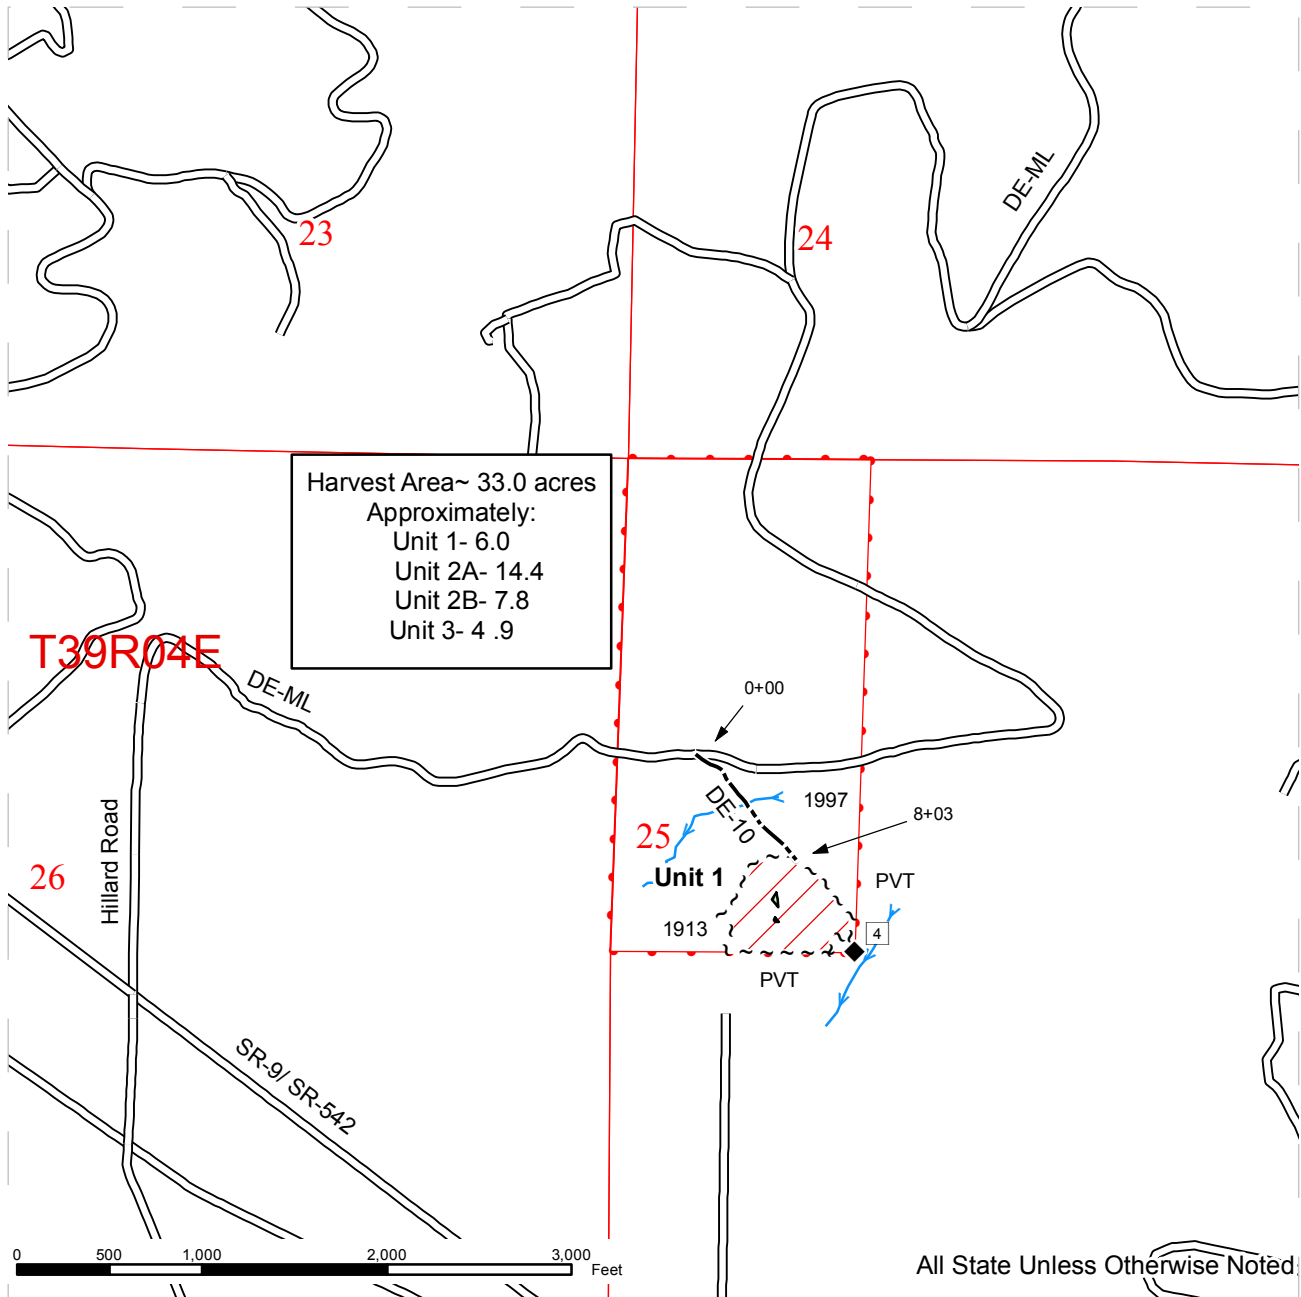 DE-ML
23
24
Harvest Area~ 33.0 acres
Approximately:
Unit 1- 6.0
Unit 2A- 14.4
Unit 2B- 7.8
Unit 3- 4 .9
T39R04E
DE-ML
0+00
DE-10
1997
8+03
25
Hillard Road
26
Unit 1
PVT
1913
4
PVT
SR-9/ SR-542
0 500 1,000 2,000 3,000
Feet
All State Unless Otherwise Noted